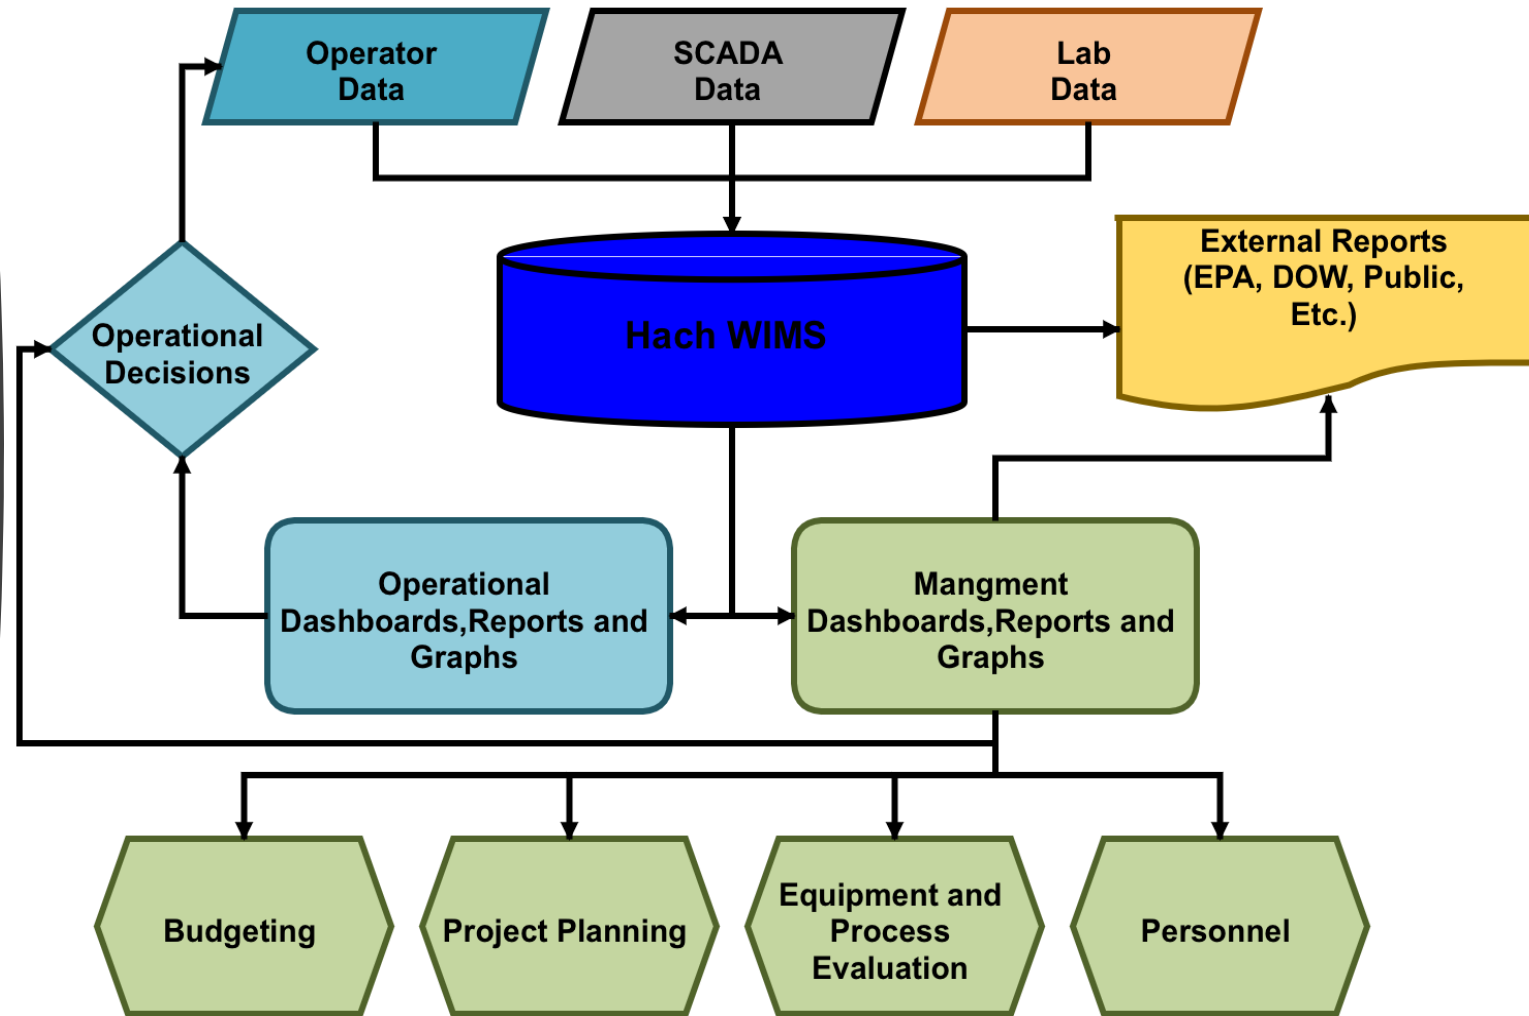 Operator
Data
SCADA
Data
Lab
Data
External Reports
(EPA, DOW, Public,
Etc.)
Operational
Decisions
Hach WIMS
Operational
Dashboards,Reports and
Graphs
Mangment
Dashboards,Reports and
Graphs
Budgeting
Project Planning
Equipment and
Process
Evaluation
Personnel